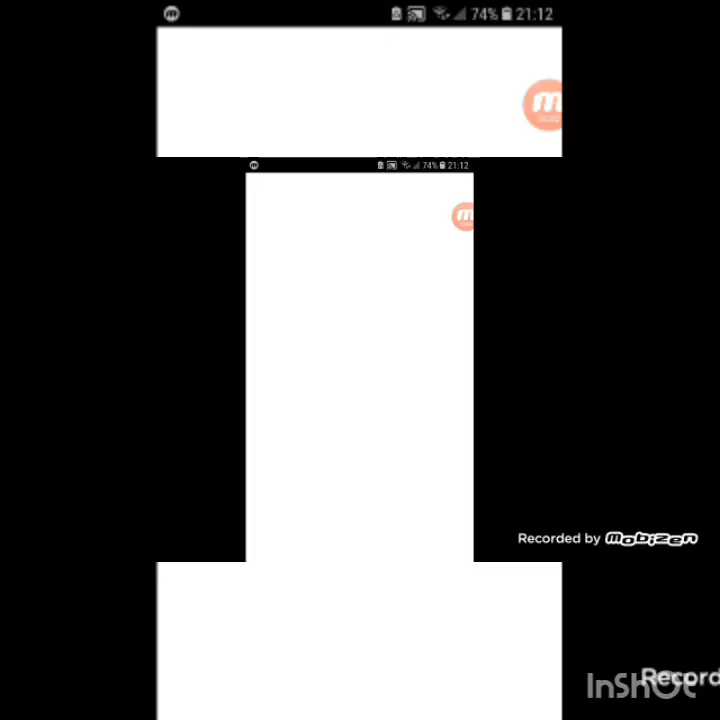 m 74% 21:12
m
m 74% 21:12
m
Recorded by mobizen
Record
InShOt